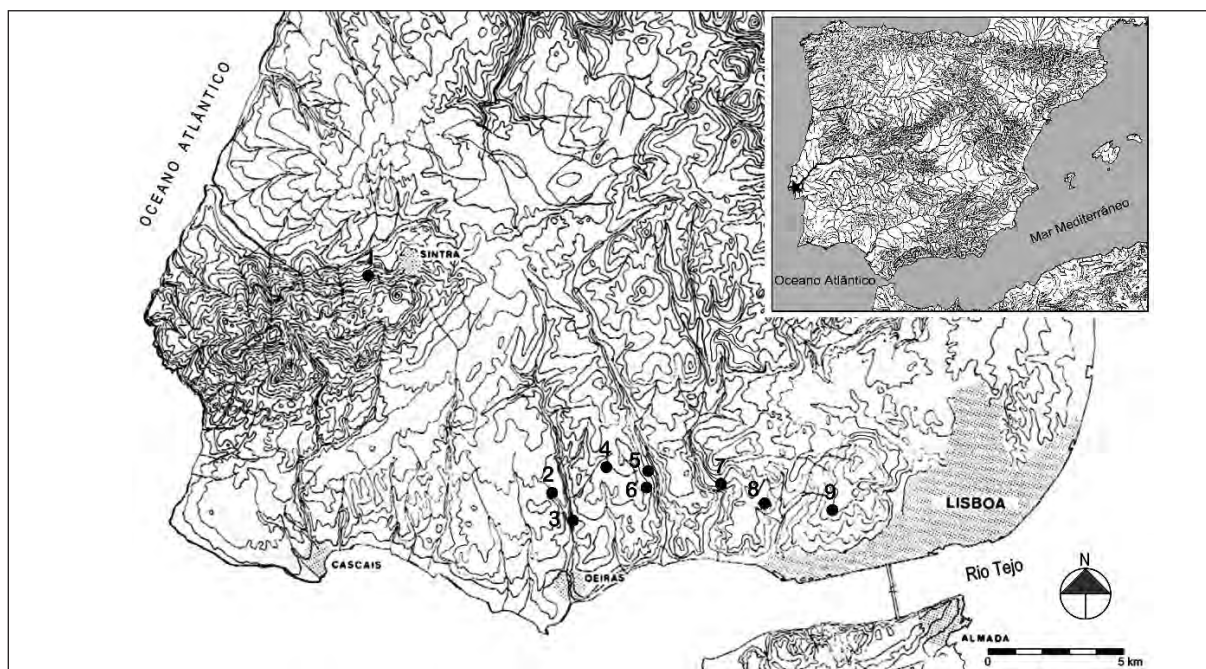 OCEANO ATLÂNTICO
Mar Mediterráneo
Oceano Atlântico
1
SINTRA
4
5
2
6
7
8
9
3
LISBOA
CASCAIS
OEIRAS
Rio Tejo
N
ALMADA
0 5 km